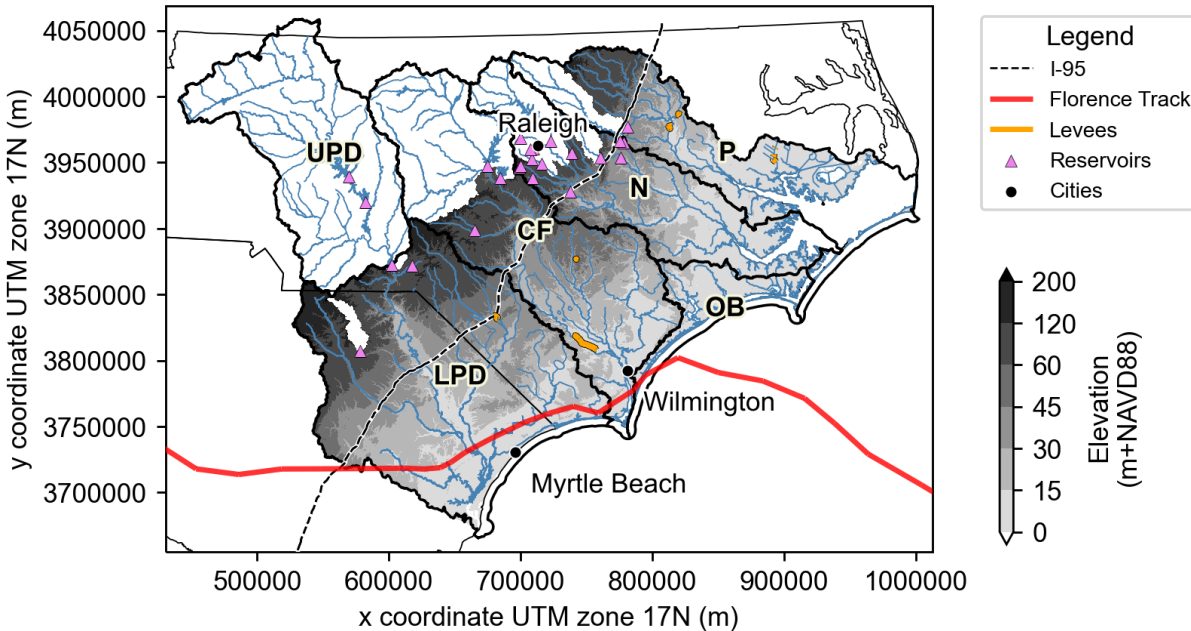 4050000
4000000
3950000
3900000
3850000
3800000
3750000
3700000
y coordinate UTM zone 17N (m)
500000
600000
700000
800000
900000
1000000
x coordinate UTM zone 17N (m)
Raleigh
UPD
P
N
CF
OB
LPD
Wilmington
Myrtle Beach
Legend
I-95
Florence Track
Levees
Reservoirs
Cities
200
120
60
45
30
15
0
Elevation
(m+NAVD88)